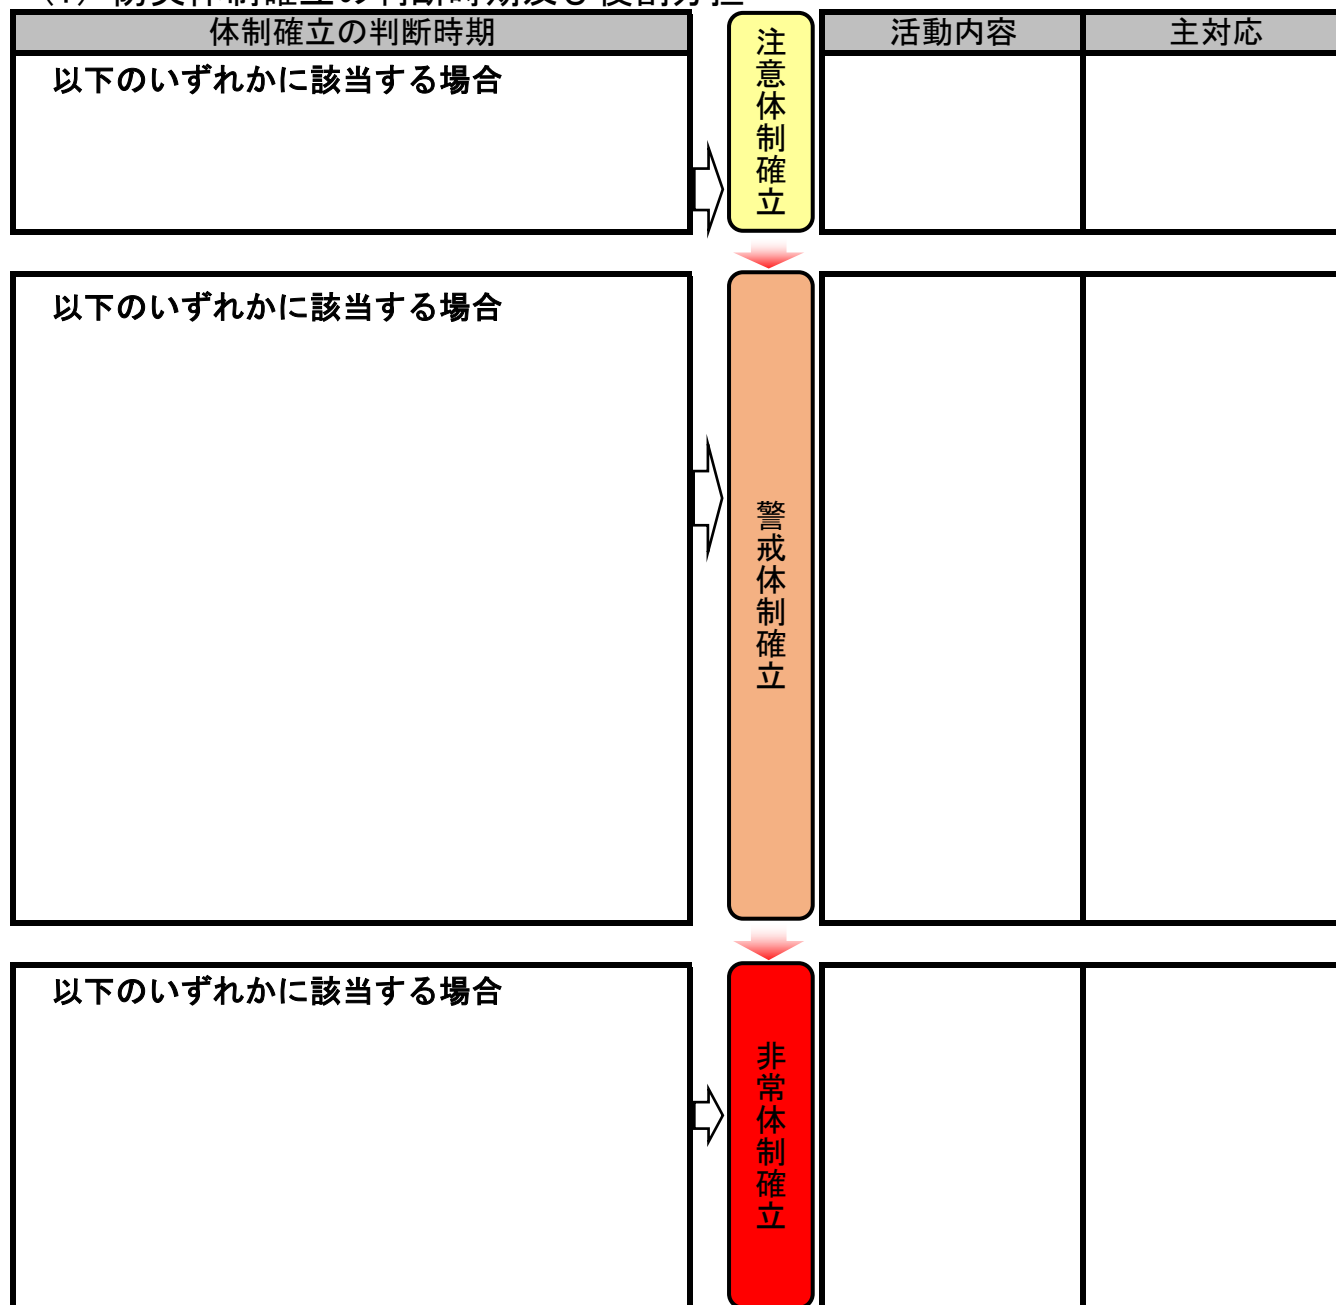 体制確立の判断時期
活動内容
主対応
以下のいずれかに該当する場合
注意体制確立
以下のいずれかに該当する場合
警戒体制確立
以下のいずれかに該当する場合
非常体制確立